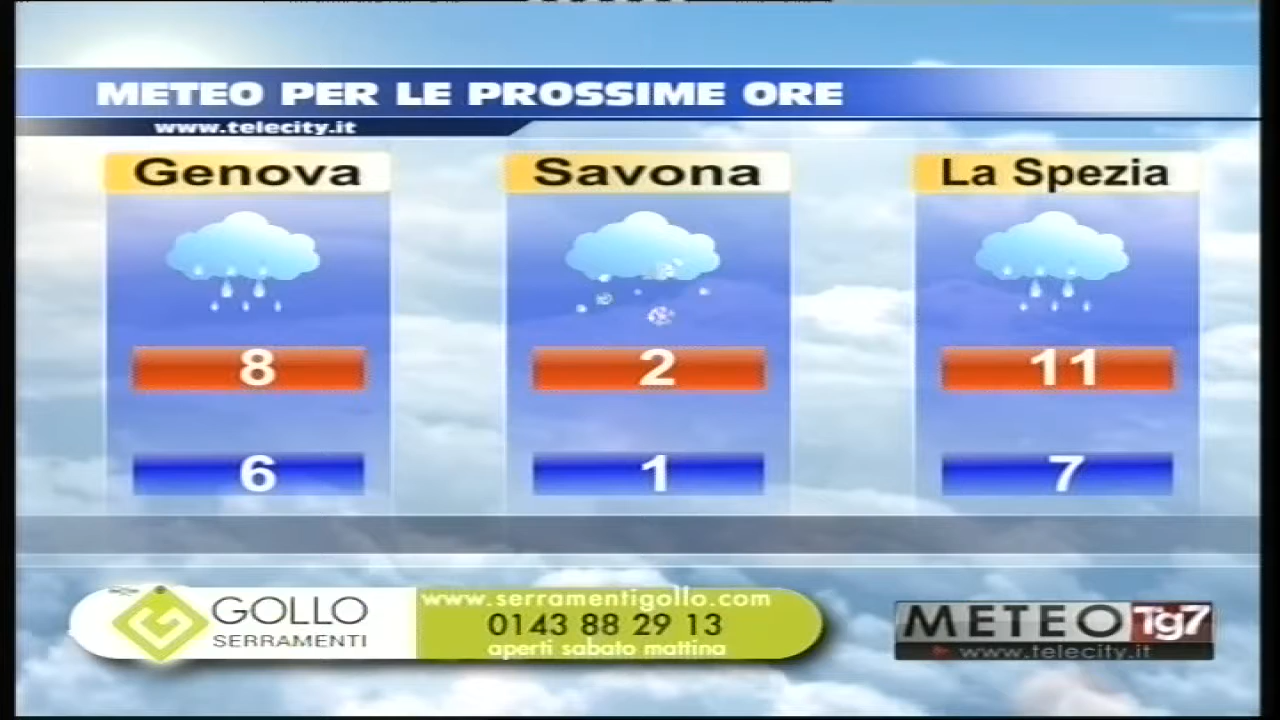 METEO PER LE PROSSIME ORE
www.telecity.it
Genova
Savona
La Spezia
8
2
11
6
1
7
GOLLO
SERRAMENTI
www.serramentigollo.com
0143 88 29 13
aperti sabato mattina
METEO Tg7
www.telecity.it